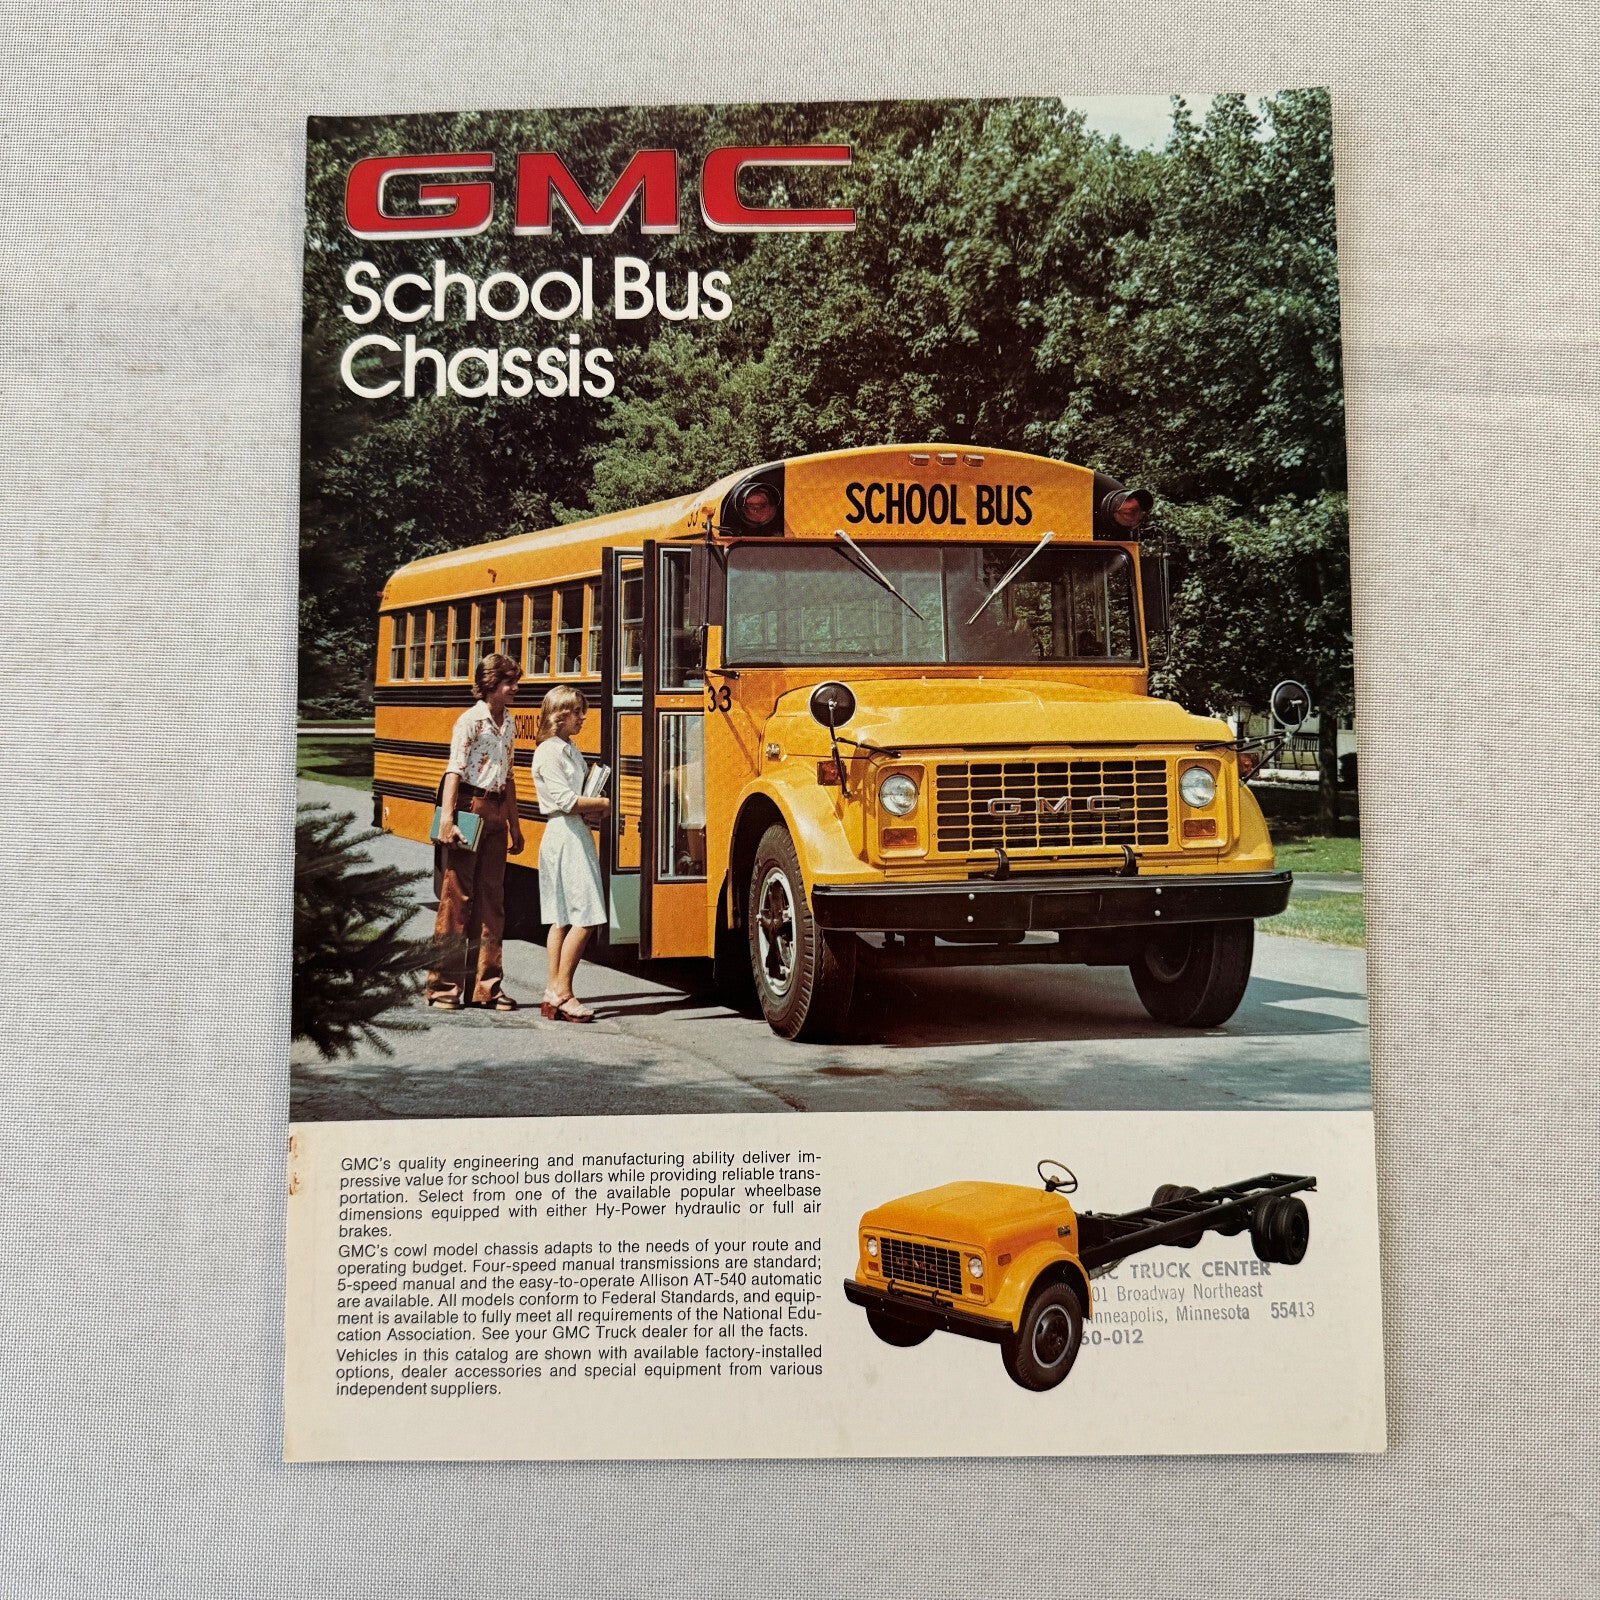 GMC
School Bus
Chassis
SCHOOL BUS
33
33
SCHOOL
GMC
GMC's quality engineering and manufacturing ability deliver im-
pressive value for school bus dollars while providing reliable trans-
portation. Select from one of the available popular wheelbase
dimensions equipped with either Hy-Power hydraulic or full air
brakes.
GMC's cowl model chassis adapts to the needs of your route and
operating budget. Four-speed manual transmissions are standard;
5-speed manual and the easy-to-operate Allison AT-540 automatic
are available. All models conform to Federal Standards, and equip-
ment is available to fully meet all requirements of the National Edu-
cation Association. See your GMC Truck dealer for all the facts.
Vehicles in this catalog are shown with available factory-installed
options, dealer accessories and special equipment from various
independent suppliers.
GMC
MC TRUCK CENTER
01 Broadway Northeast
nneapolis, Minnesota 55413
60-012